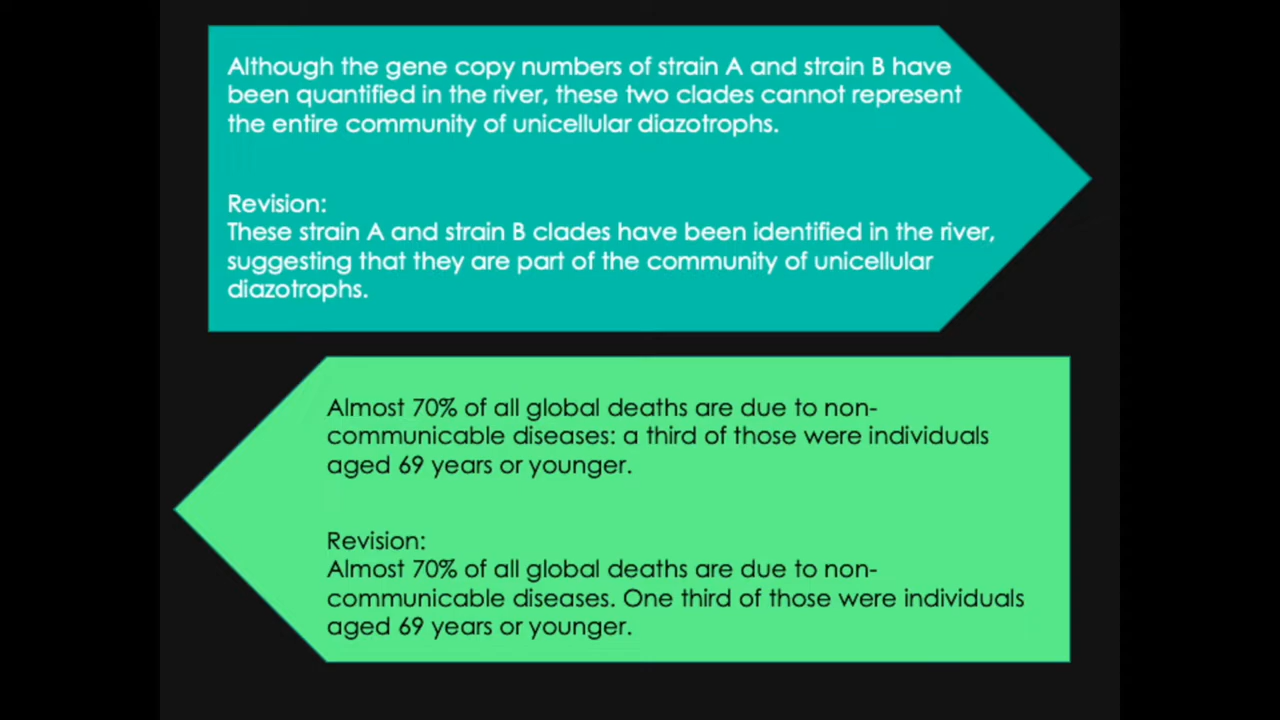 Although the gene copy numbers of strain A and strain B have
been quantified in the river, these two clades cannot represent
the entire community of unicellular diazotrophs.
Revision:
These strain A and strain B clades have been identified in the river,
suggesting that they are part of the community of unicellular
diazotrophs.
Almost 70% of all global deaths are due to non-
communicable diseases: a third of those were individuals
aged 69 years or younger.
Revision:
Almost 70% of all global deaths are due to non-
communicable diseases. One third of those were individuals
aged 69 years or younger.